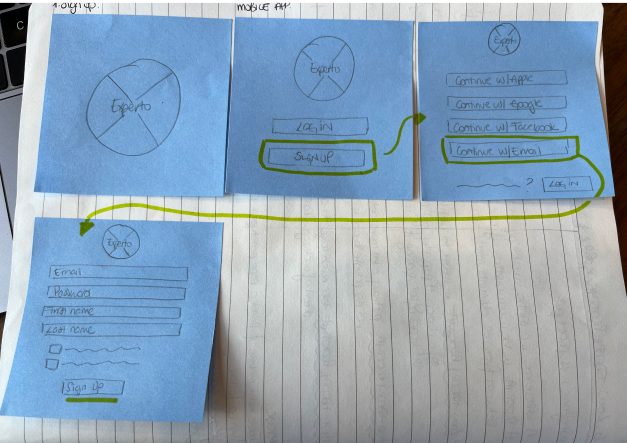 1. Sign up.
MOBILE APP.
C
Experto
Experto
LOG IN
SIGN UP
Experto
Continue w/Apple
Continue w/ Google
Continue w/ Facebook
Continue w/Email
?
LOG IN
Experto
Email
Password
First name
Last name
Sign Up